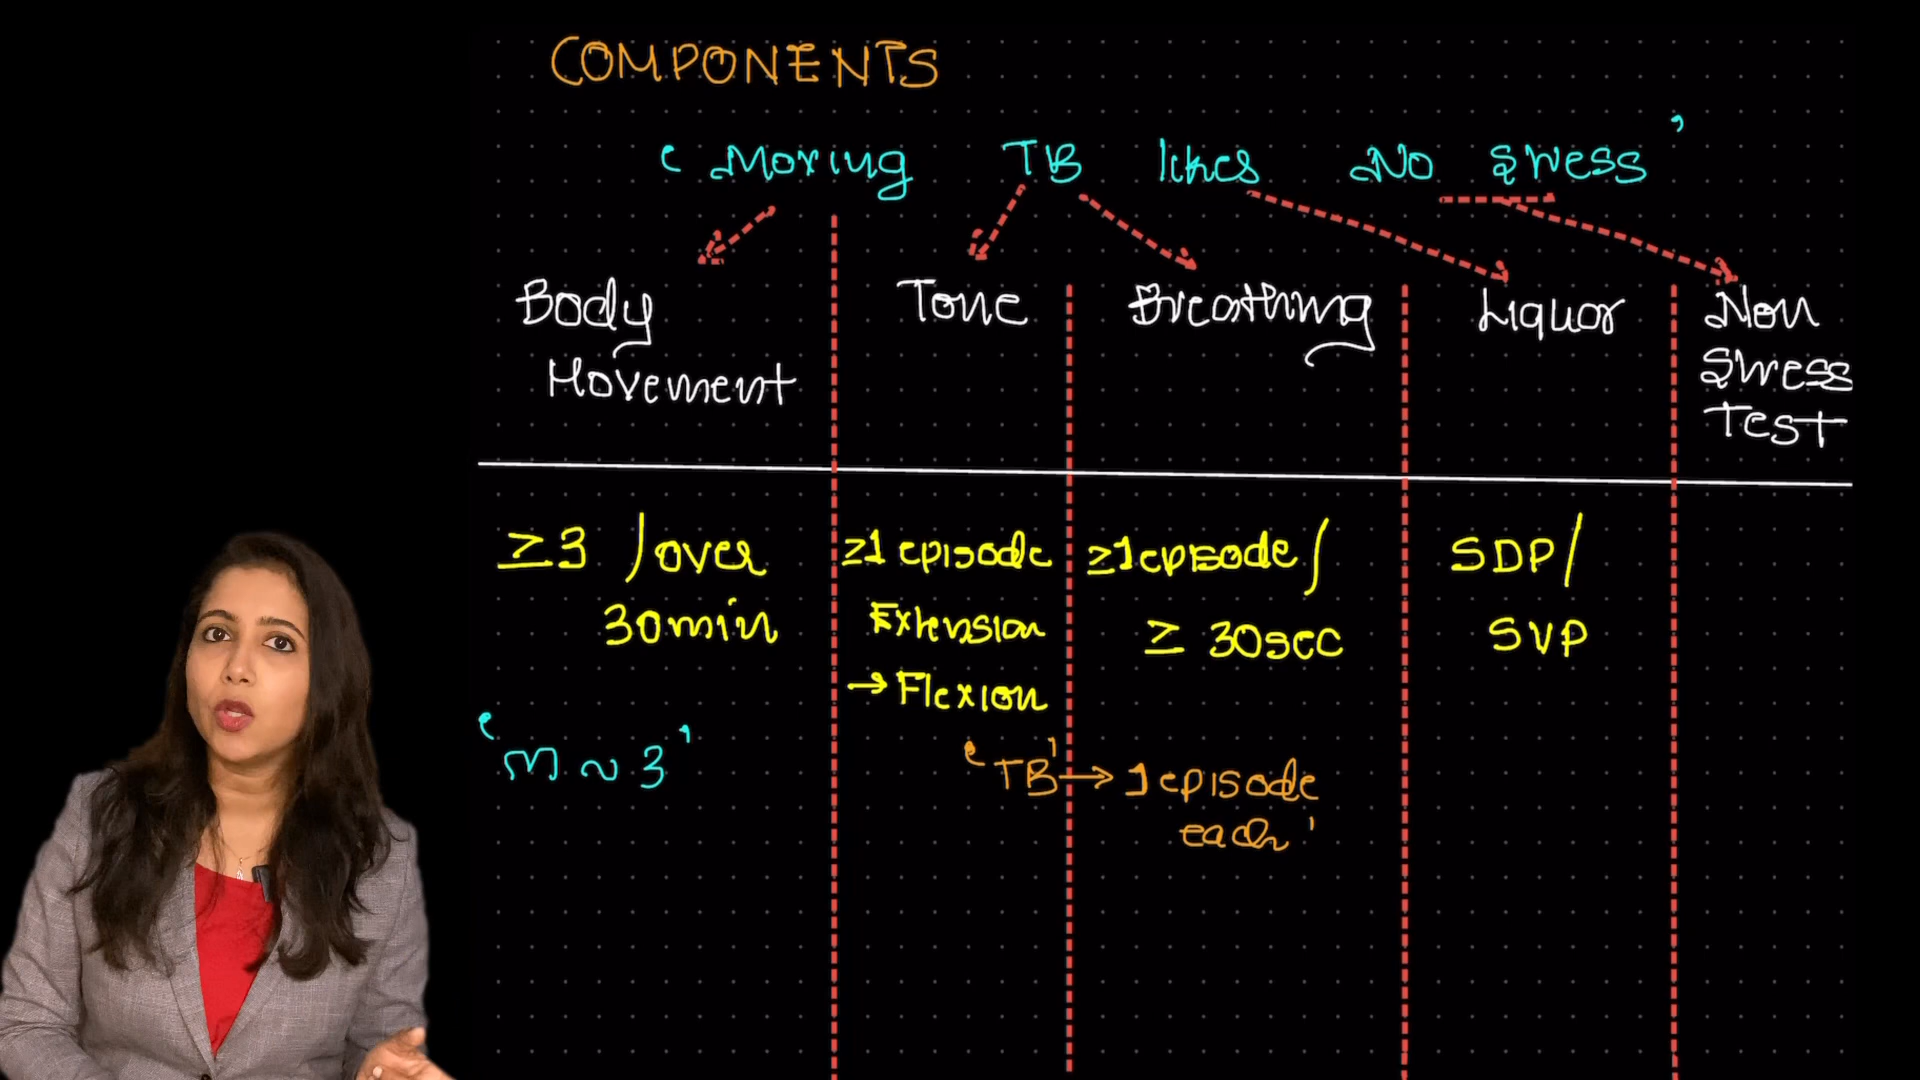 COMPONENTS
'Moving TB likes No Stress'
Body Movement
Tone
Breathing
Liquor
Non Stress Test
≥3 / over
30min
'm ~ 3'
≥1 episode
Extension
→ Flexion
≥1 episode /
≥ 30sec
'TB' → 1 episode
each'
SDP/
SVP